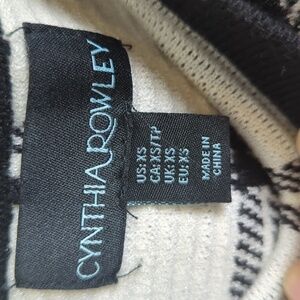 CYNTHIA ROWLEY
US: XS
CA: XS/TP
UK: XS
EU: XS
MADE IN
CHINA